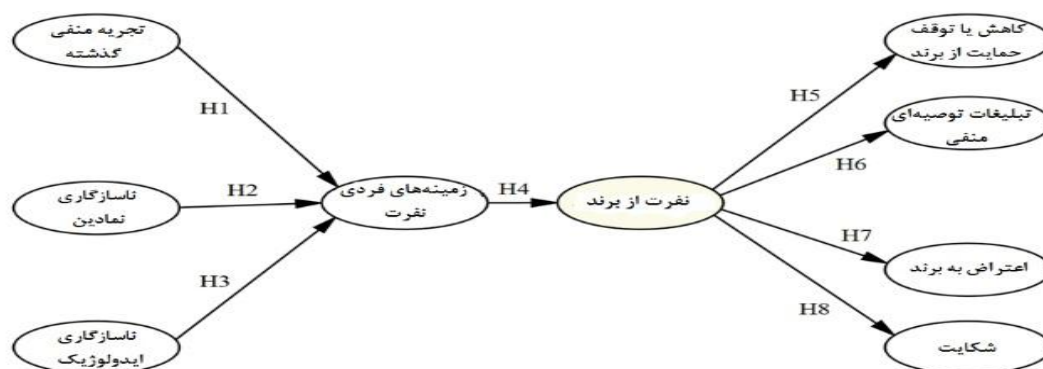 تجربه منفی
گذشته
H1
ناسازگاری
نمادین
H2
ناسازگاری
ایدولوژیک
H3
زمینه‌های فردی
نفرت
H4
نفرت از برند
H5
کاهش یا توقف
حمایت از برند
H6
تبلیغات توصیه‌ای
منفی
H7
اعتراض به برند
H8
شکایت